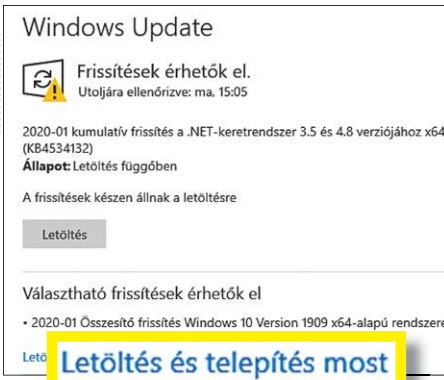 Windows Update
Frissítések érhetők el.
Utoljára ellenőrizve: ma, 15:05
2020-01 kumulatív frissítés a .NET-keretrendszer 3.5 és 4.8 verziójához x64
(KB4534132)
Állapot: Letöltés függőben
A frissítések készen állnak a letöltésre
Letöltés
Választható frissítések érhetők el
• 2020-01 Összesítő frissítés Windows 10 Version 1909 x64-alapú
Letöltés és telepítés most